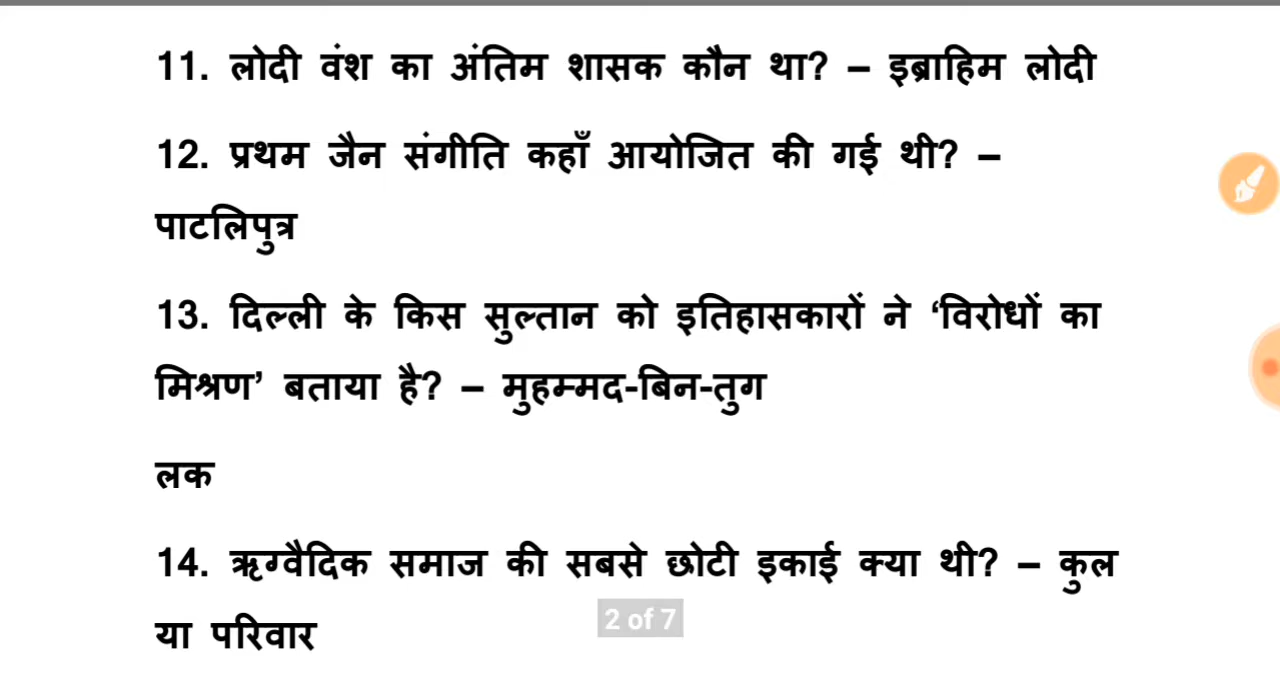 11. लोदी वंश का अंतिम शासक कौन था? – इब्राहिम लोदी
12. प्रथम जैन संगीति कहाँ आयोजित की गई थी? –
पाटलिपुत्र
13. दिल्ली के किस सुल्तान को इतिहासकारों ने ‘विरोधों का
मिश्रण’ बताया है? – मुहम्मद-बिन-तुग
लक
14. ऋग्वैदिक समाज की सबसे छोटी इकाई क्या थी? – कुल
या परिवार
2 of 7